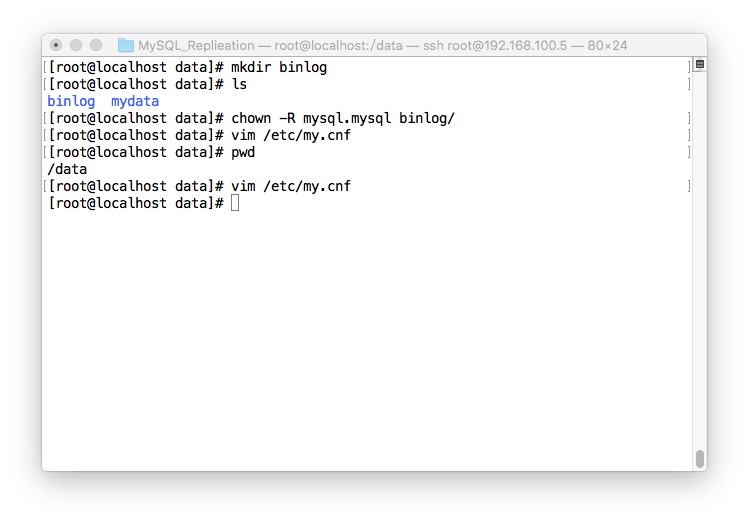 MySQL_Replieation — root@localhost:/data — ssh root@192.168.100.5 — 80×24
[[root@localhost data]# mkdir binlog ]
[[root@localhost data]# ls ]
binlog  mydata
[[root@localhost data]# chown -R mysql.mysql binlog/ ]
[[root@localhost data]# vim /etc/my.cnf ]
[[root@localhost data]# pwd ]
/data
[[root@localhost data]# vim /etc/my.cnf ]
[root@localhost data]#